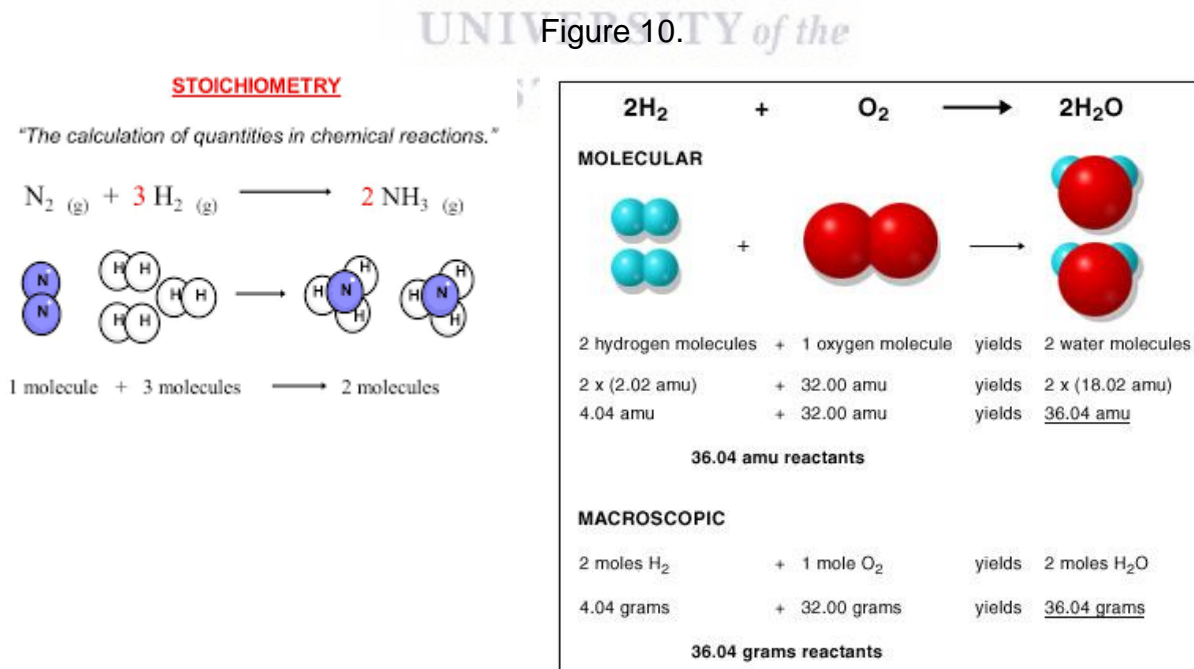 UNIVERSITY of the
Figure 10.
STOICHIOMETRY
"The calculation of quantities in chemical reactions."
N₂ (g) + 3 H₂ (g) ⟶ 2 NH₃ (g)
N N H H H H H H H N H H H N H H
1 molecule + 3 molecules ⟶ 2 molecules
2H₂ + O₂ ⟶ 2H₂O
MOLECULAR
+ ⟶
2 hydrogen molecules + 1 oxygen molecule yields 2 water molecules
2 x (2.02 amu) + 32.00 amu yields 2 x (18.02 amu)
4.04 amu + 32.00 amu yields 36.04 amu
36.04 amu reactants
MACROSCOPIC
2 moles H₂ + 1 mole O₂ yields 2 moles H₂O
4.04 grams + 32.00 grams yields 36.04 grams
36.04 grams reactants